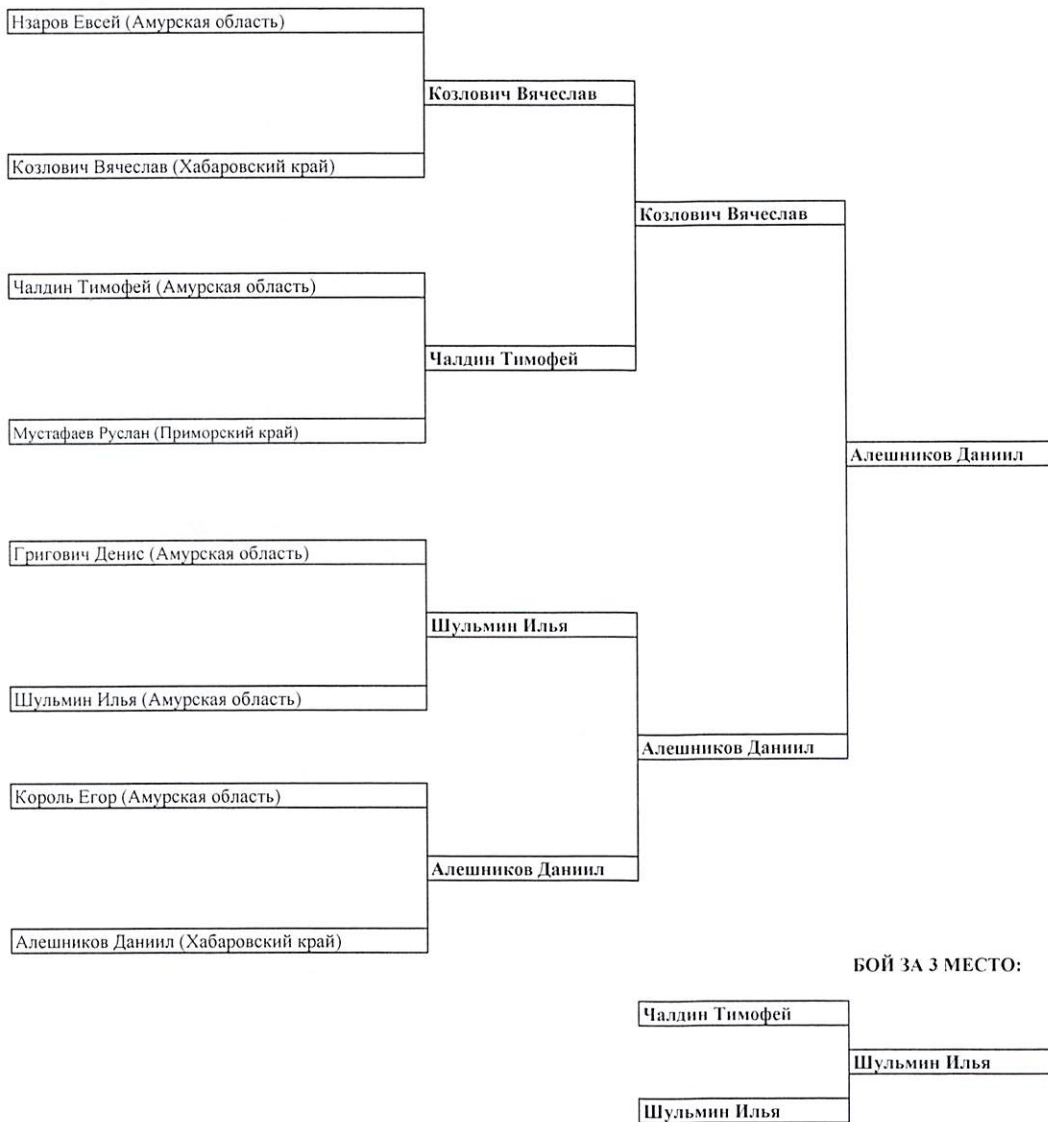 Нзаров Евсей (Амурская область)
Козлович Вячеслав
Козлович Вячеслав (Хабаровский край)
Козлович Вячеслав
Чалдин Тимофей (Амурская область)
Чалдин Тимофей
Мустафаев Руслан (Приморский край)
Алешников Даниил
Григович Денис (Амурская область)
Шульмин Илья
Шульмин Илья (Амурская область)
Алешников Даниил
Король Егор (Амурская область)
Алешников Даниил
Алешников Даниил (Хабаровский край)
БОЙ ЗА 3 МЕСТО:
Чалдин Тимофей
Шульмин Илья
Шульмин Илья